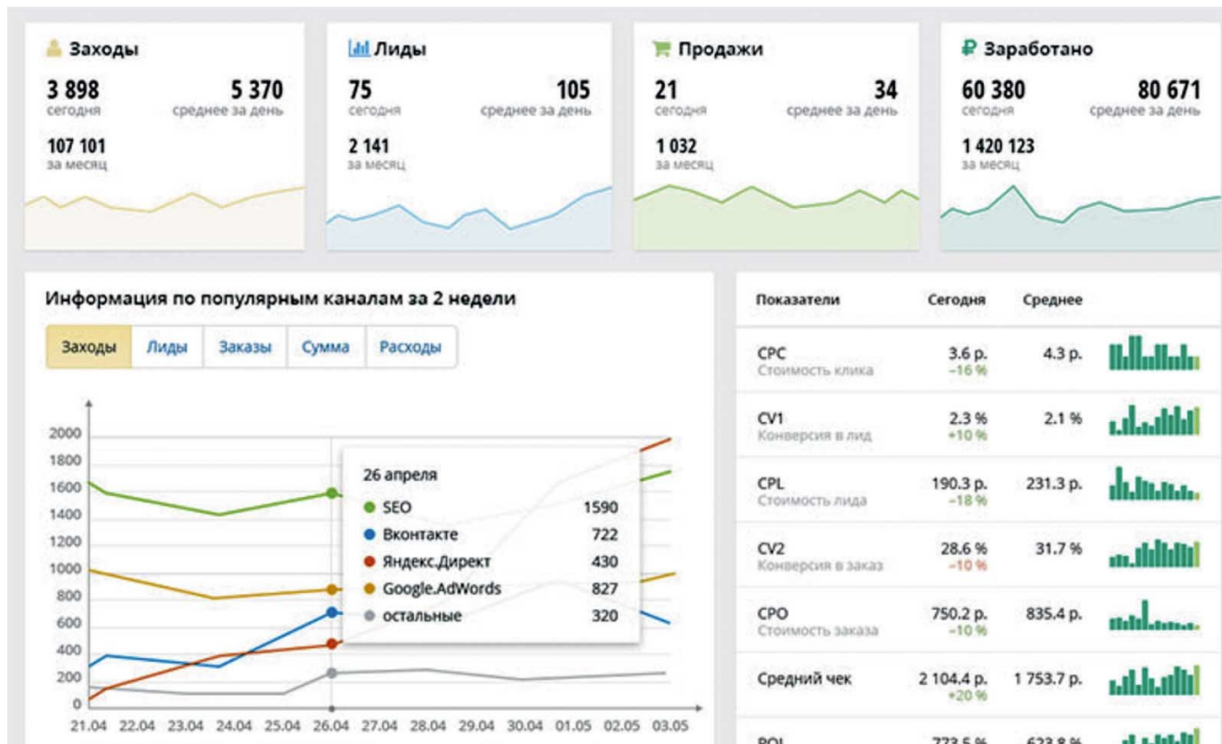 Заходы
3 898
сегодня
5 370
среднее за день
107 101
за месяц
Лиды
75
сегодня
105
среднее за день
2 141
за месяц
Продажи
21
сегодня
34
среднее за день
1 032
за месяц
₽ Заработано
60 380
сегодня
80 671
среднее за день
1 420 123
за месяц
Информация по популярным каналам за 2 недели
Заходы Лиды Заказы Сумма Расходы
2000
1800
1600
1400
1200
1000
800
600
400
200
0
21.04 22.04 23.04 24.04 25.04 26.04 27.04 28.04 29.04 30.04 01.05 02.05 03.05
26 апреля
SEO 1590
Вконтакте 722
Яндекс.Директ 430
Google.AdWords 827
остальные 320
Показатели Сегодня Среднее
CPC 3.6 р. 4.3 р.
Стоимость клика –16 %
CV1 2.3 % 2.1 %
Конверсия в лид +10 %
CPL 190.3 р. 231.3 р.
Стоимость лида –18 %
CV2 28.6 % 31.7 %
Конверсия в заказ –10 %
CPO 750.2 р. 835.4 р.
Стоимость заказа –10 %
Средний чек 2 104.4 р. 1 753.7 р.
+20 %
ROI 773.5 % 623.8 %